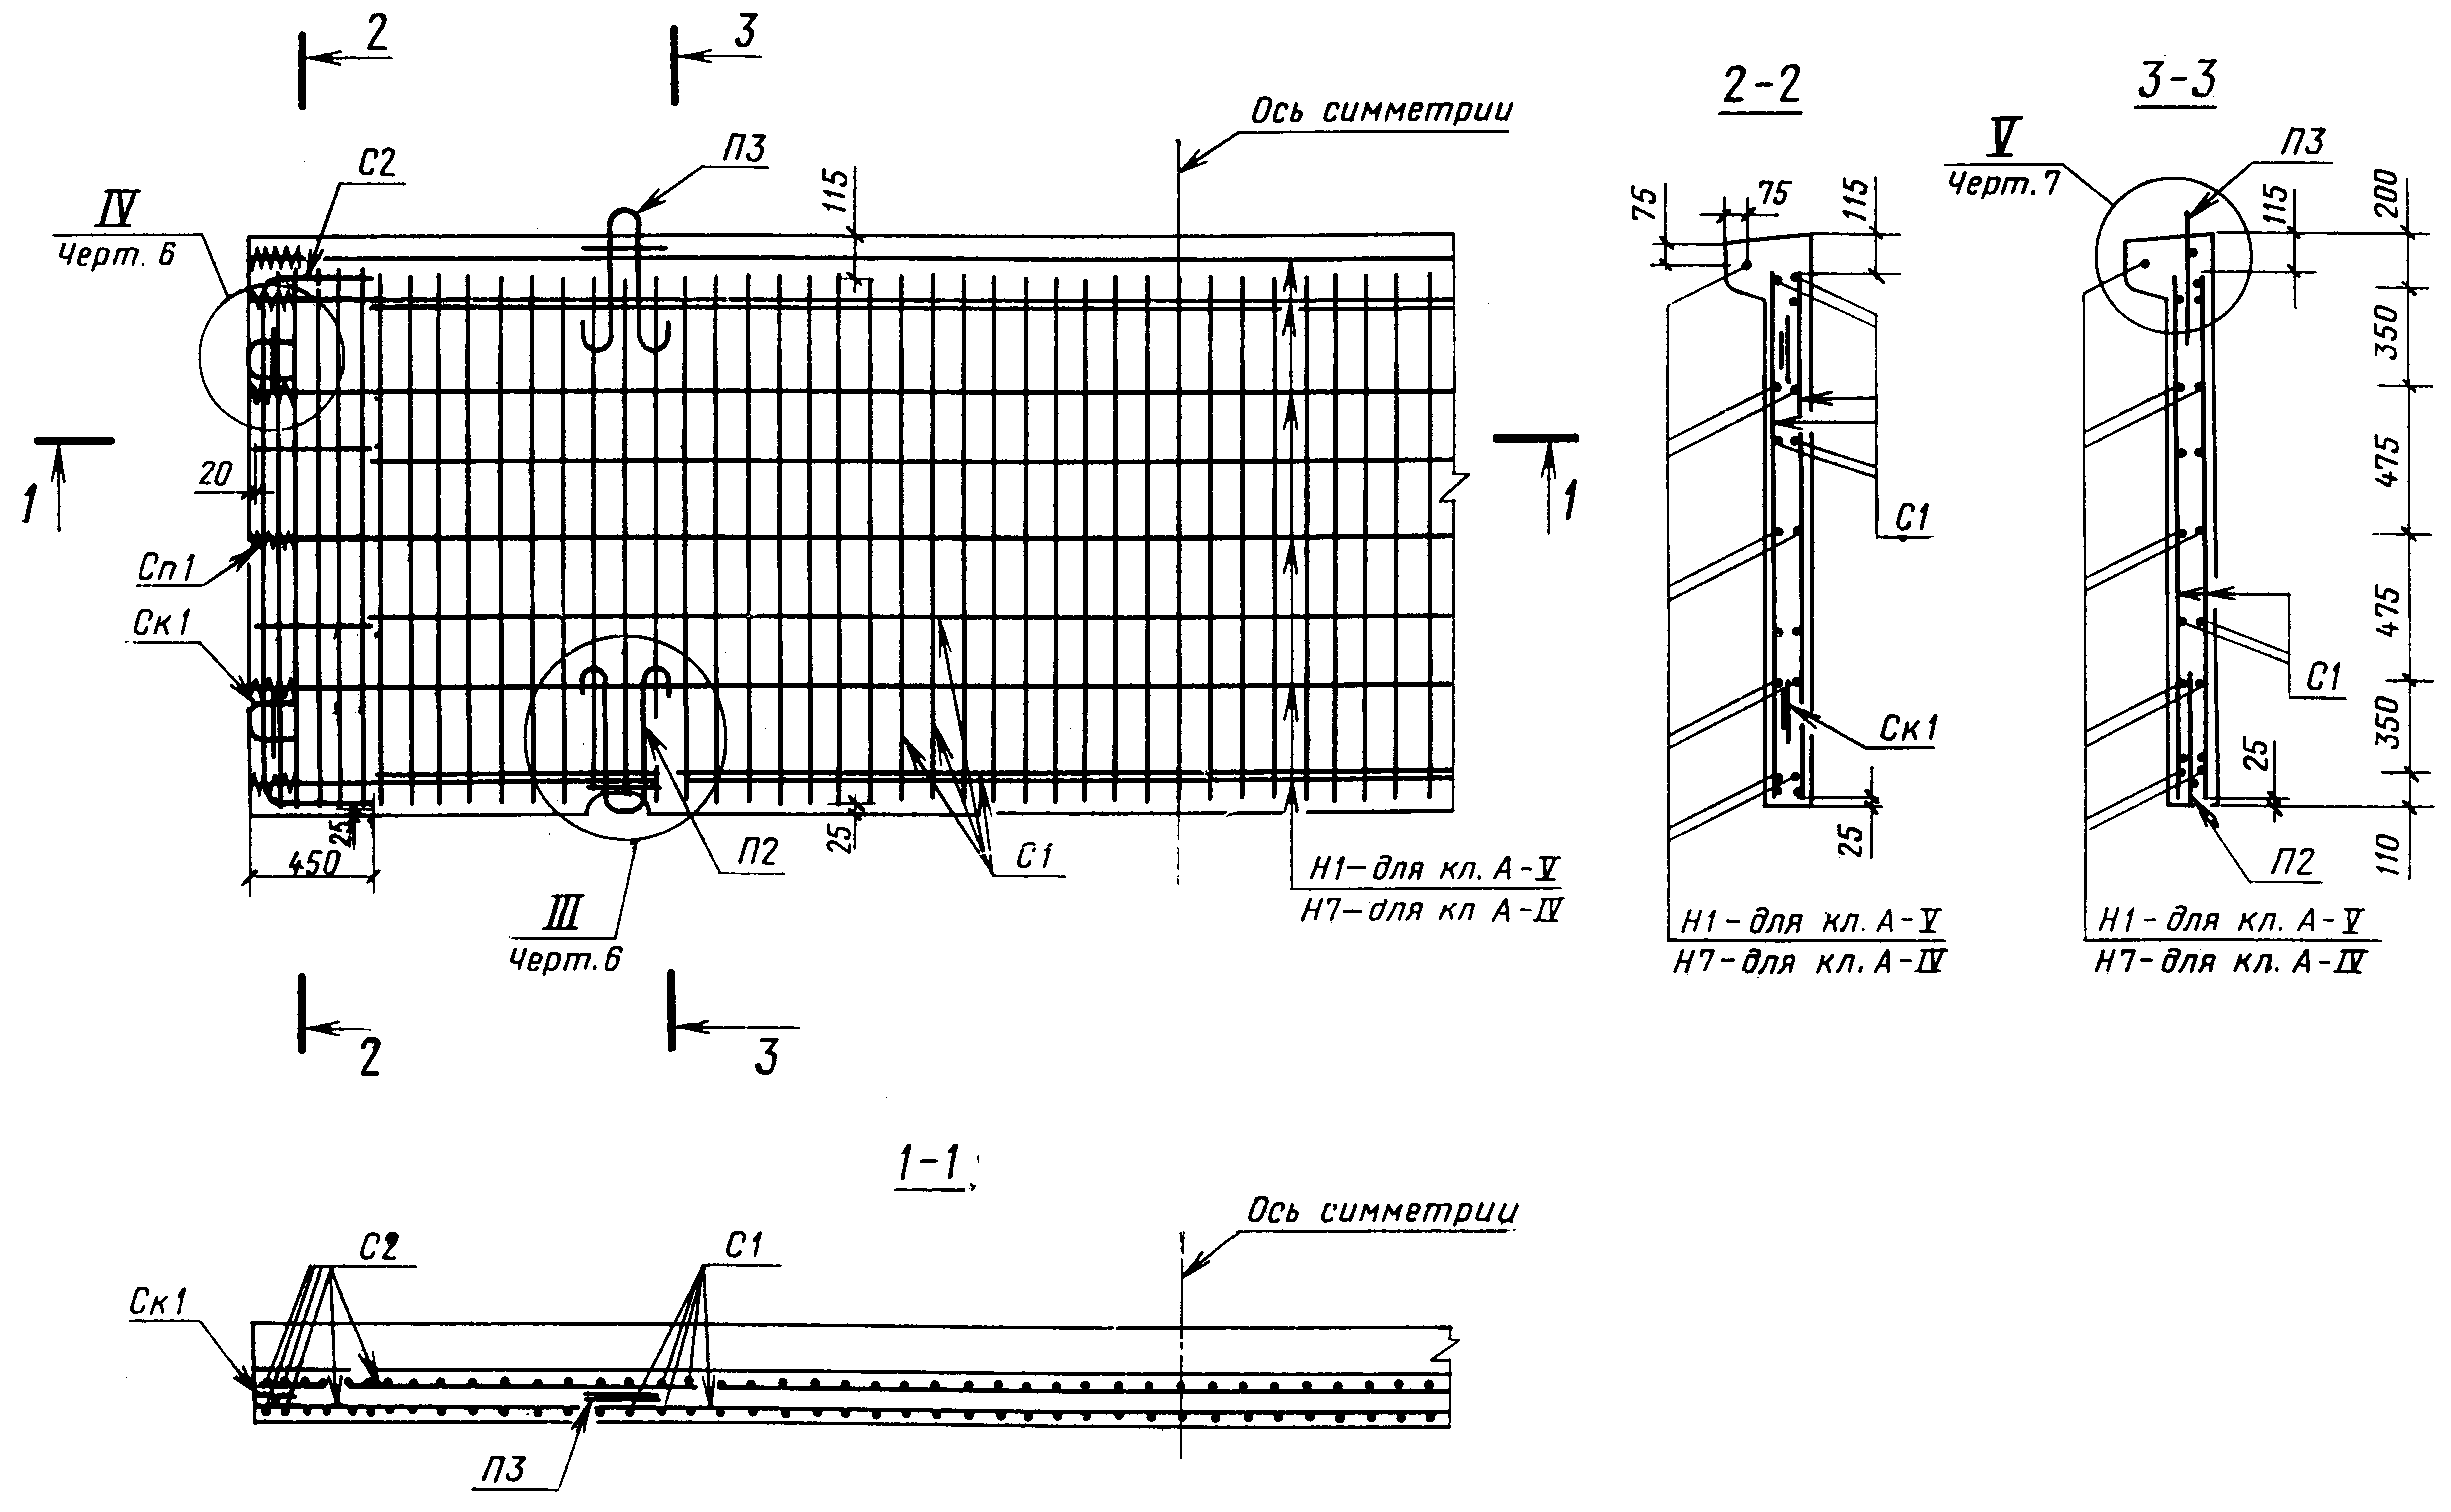 2
3
2-2
3-3
Ось симметрии
С2
П3
115
IV
Черт. 6
75
75
115
V
Черт. 7
П3
115
200
350
475
475
350
110
1
20
Сп1
Ск1
1
С1
С1
Ск1
25
25
П2
25
450
25
П2
С1
III
Черт. 6
Н1-для кл. А-V
Н7-для кл А-IV
Н1-для кл. А-V
Н7-для кл. А-IV
Н1-для кл. А-V
Н7-для кл. А-IV
2
3
1-1
Ось симметрии
С2
С1
Ск1
П3